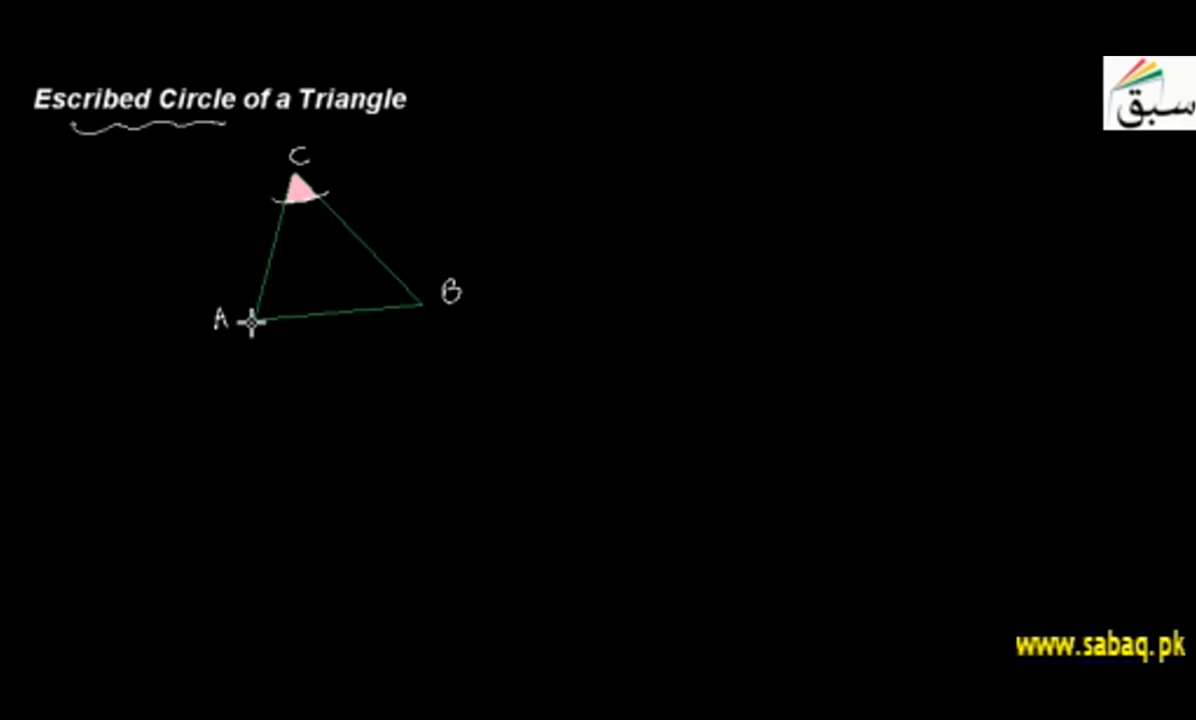 Escribed Circle of a Triangle
سبق
C
B
A
www.sabaq.pk